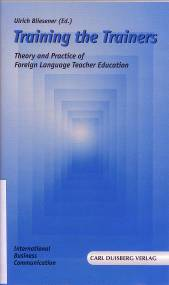 Ulrich Bliesener (Ed.)
Training the Trainers
Theory and Practice of
Foreign Language Teacher Education
International
Business
Communication
CARL DUISBERG VERLAG